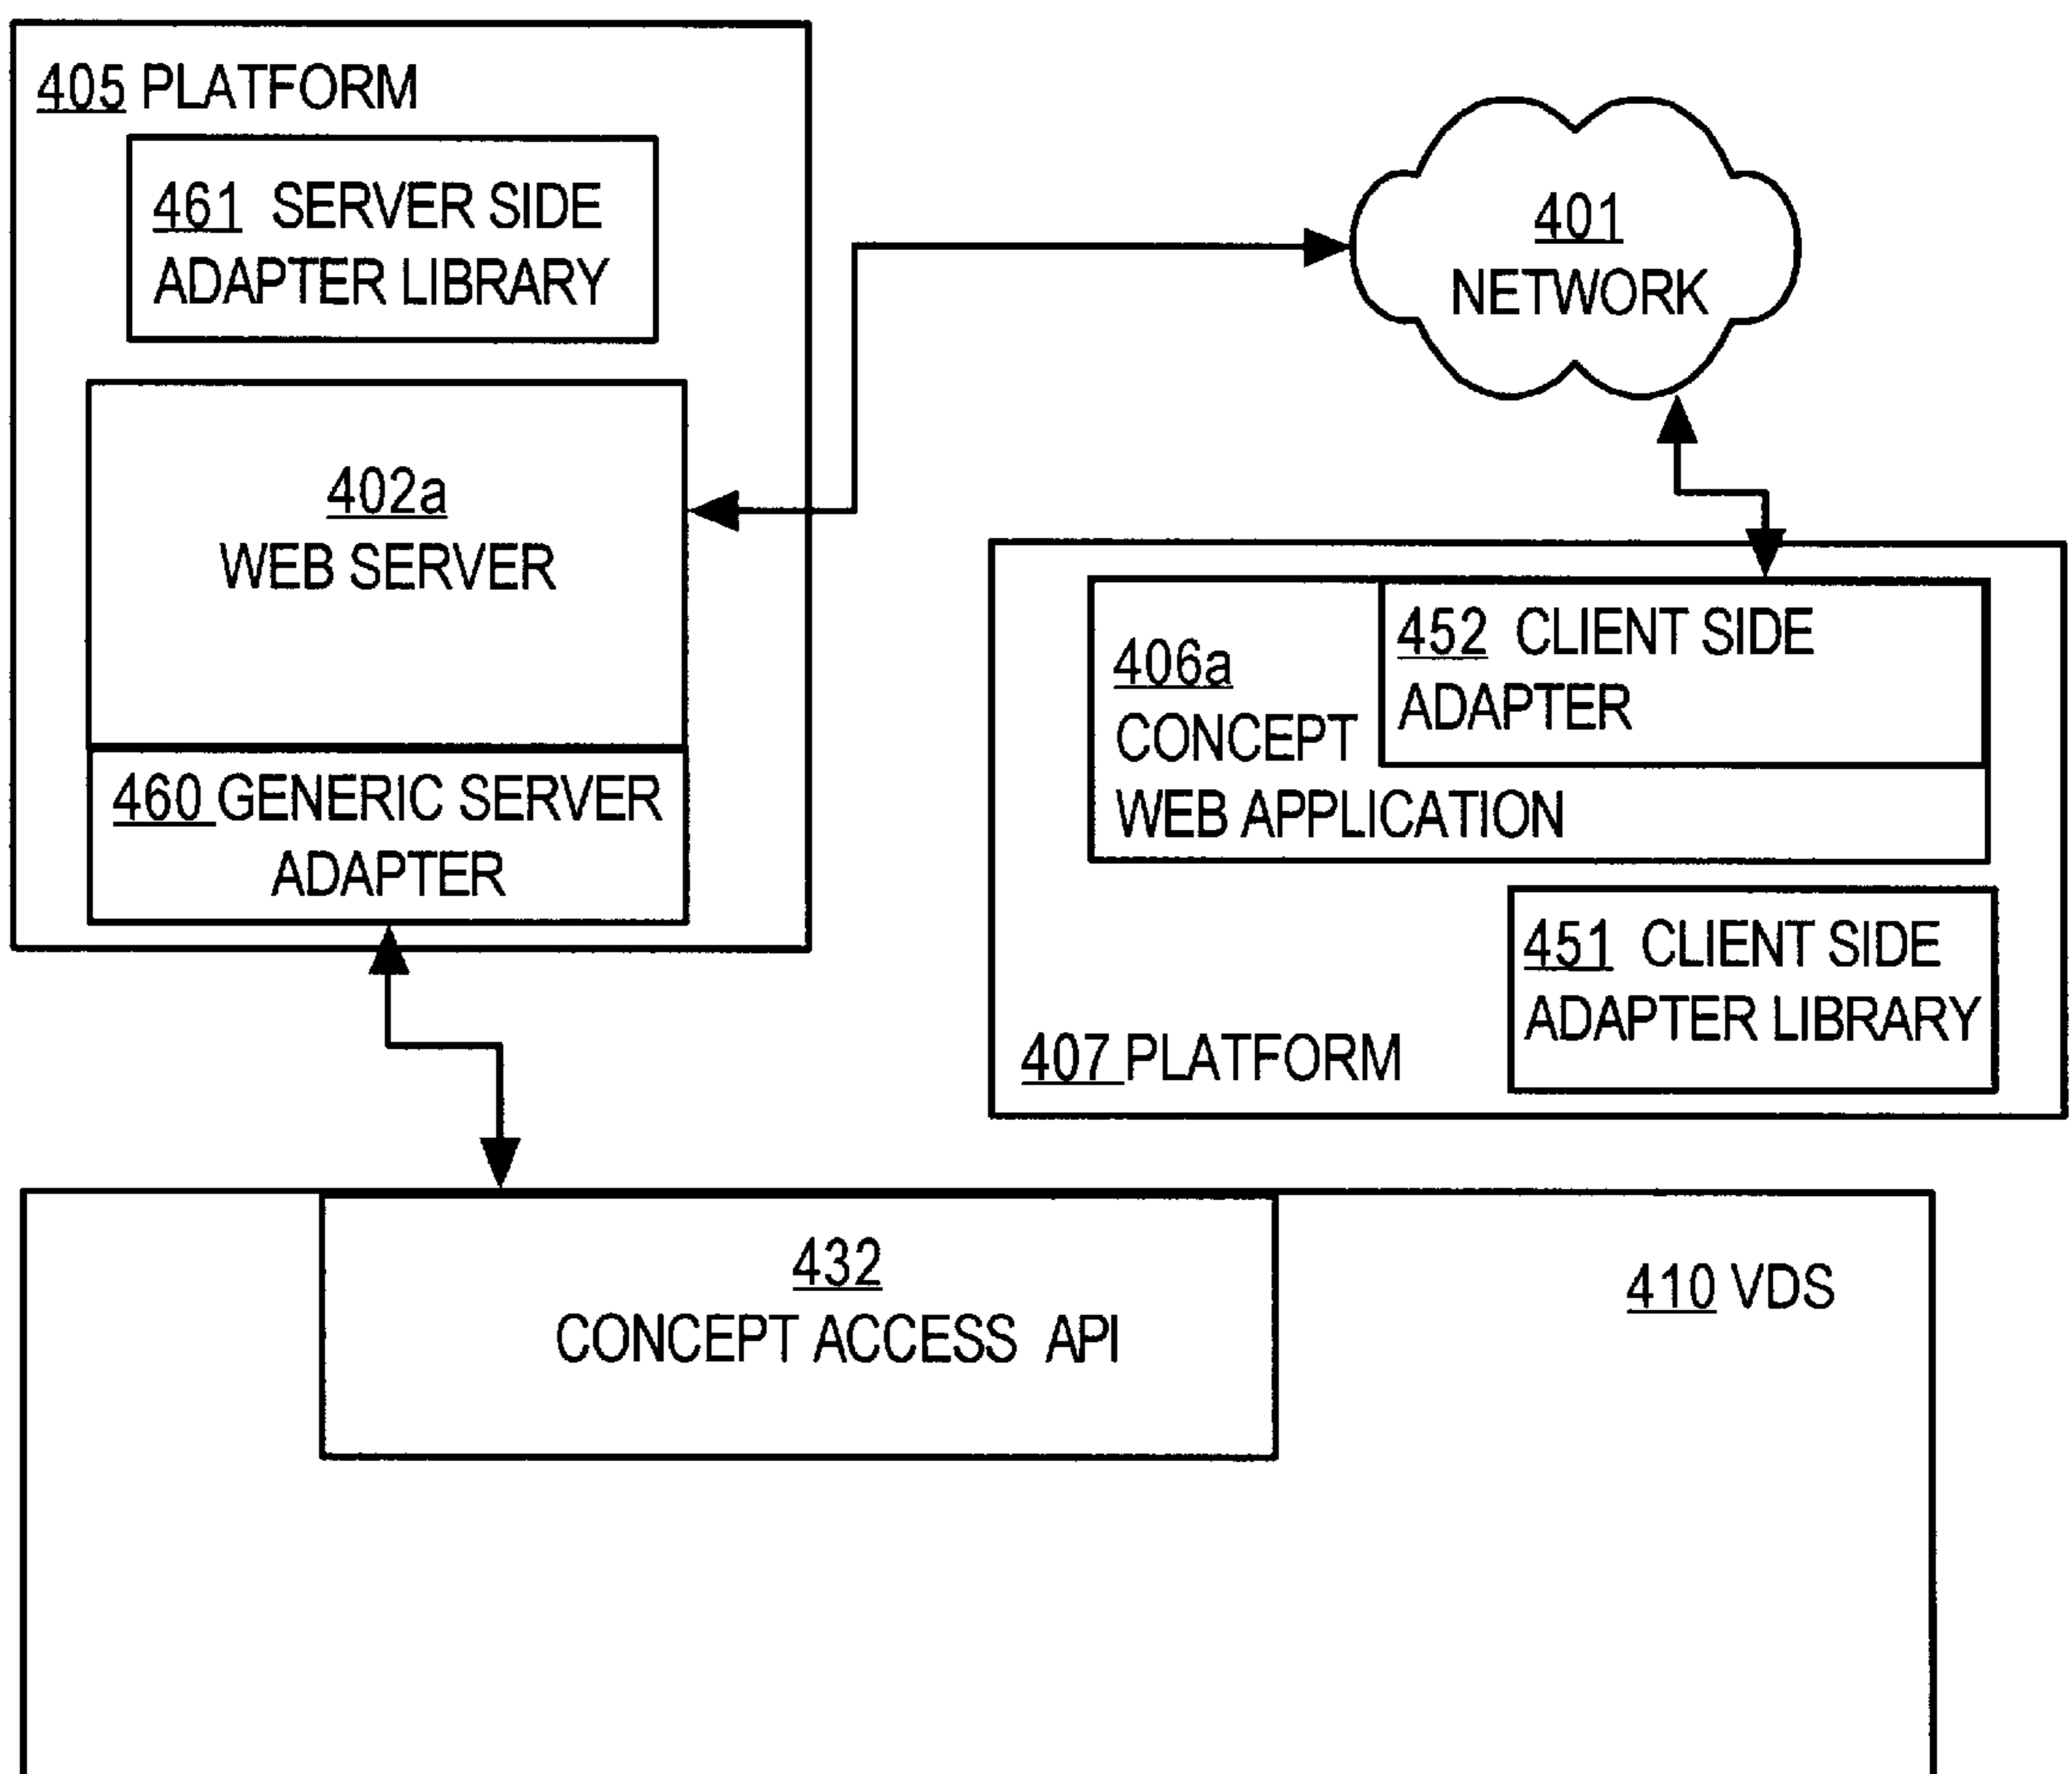 405 PLATFORM
461 SERVER SIDE
ADAPTER LIBRARY
402a
WEB SERVER
460 GENERIC SERVER
ADAPTER
401
NETWORK
452 CLIENT SIDE
ADAPTER
406a
CONCEPT
WEB APPLICATION
451 CLIENT SIDE
ADAPTER LIBRARY
407 PLATFORM
432
CONCEPT ACCESS API
410 VDS